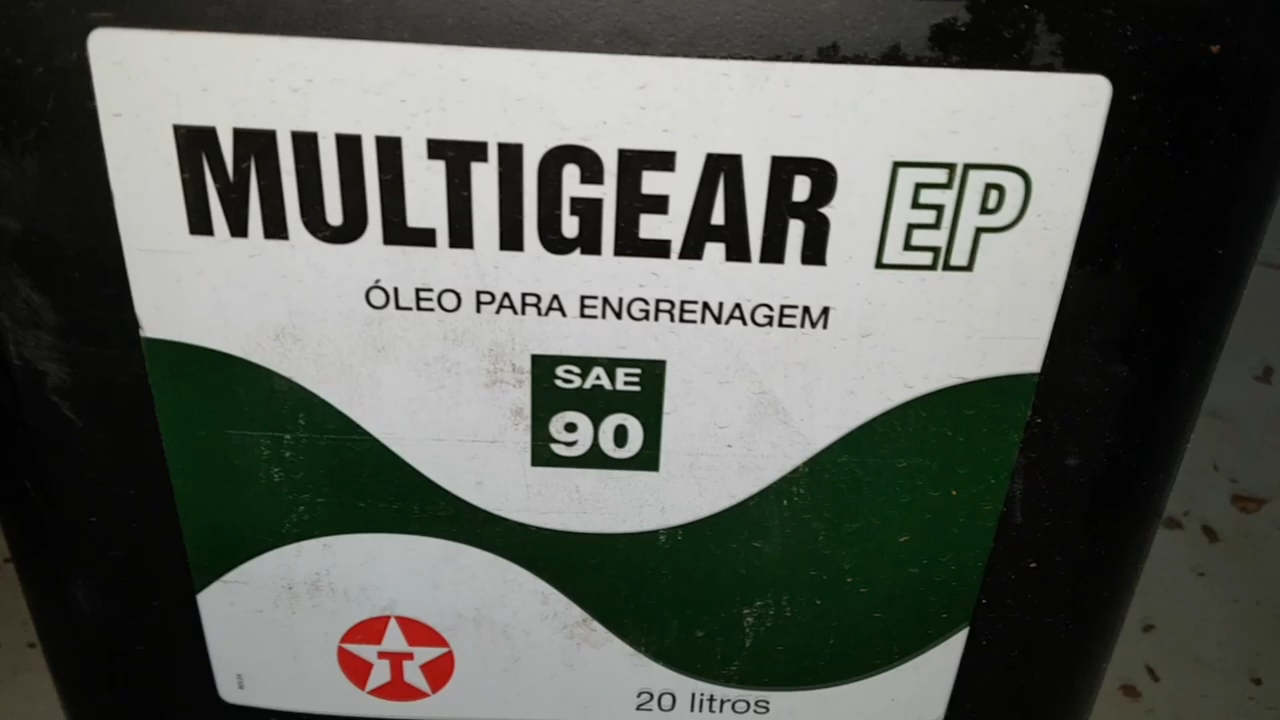 MULTIGEAR EP
ÓLEO PARA ENGRENAGEM
SAE
90
T
20 litros